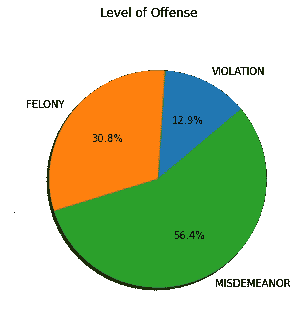 Level of Offense
VIOLATION
FELONY
12.9%
30.8%
56.4%
MISDEMEANOR